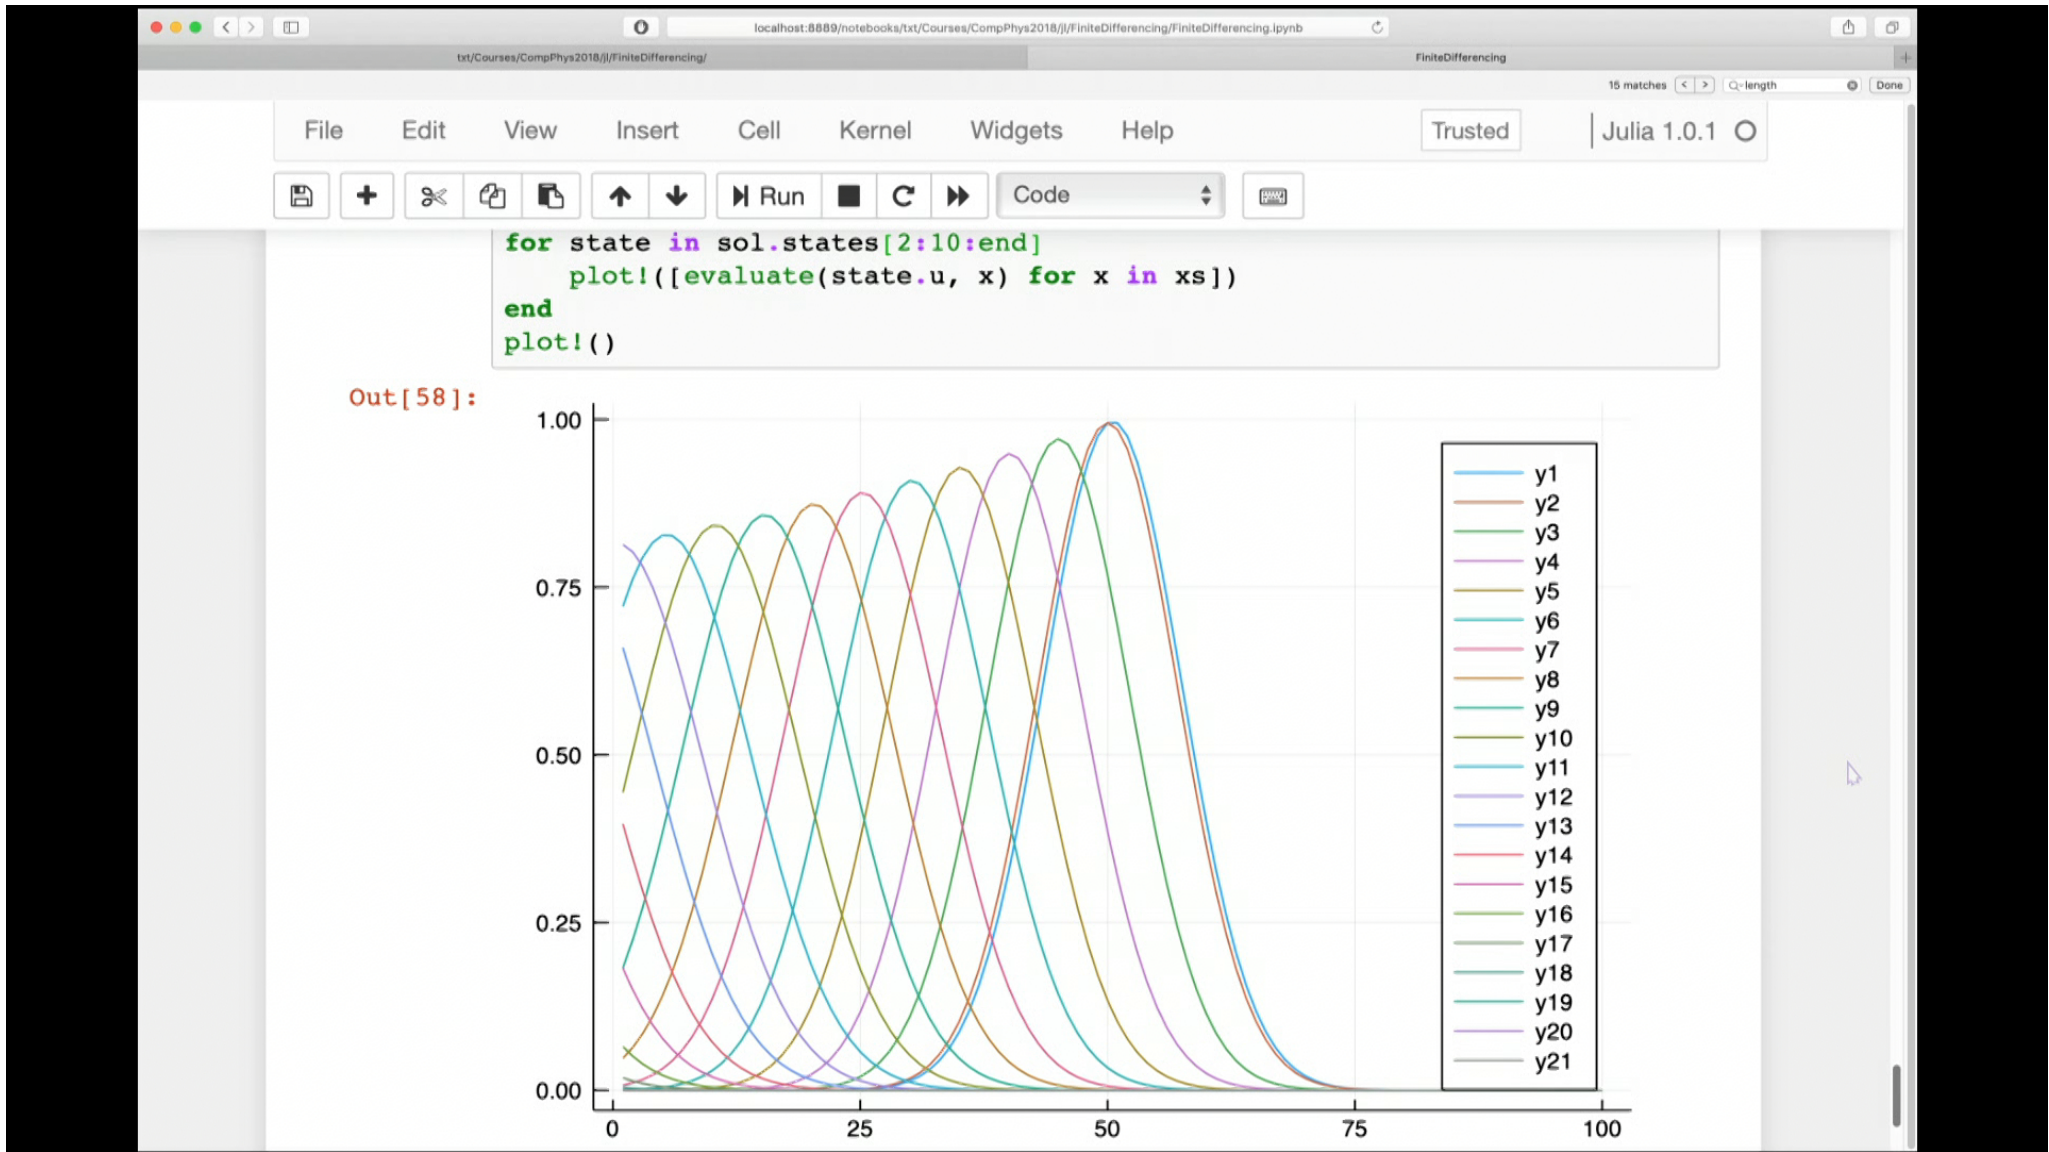 localhost:8889/notebooks/txt/Courses/CompPhys2018/jl/FiniteDifferencing/FiniteDifferencing.ipynb
txt/Courses/CompPhys2018/jl/FiniteDifferencing/ FiniteDifferencing
15 matches length Done
File Edit View Insert Cell Kernel Widgets Help Trusted Julia 1.0.1
Run Code
for state in sol.states[2:10:end]
    plot!([evaluate(state.u, x) for x in xs])
end
plot!()
Out[58]:
1.00
0.75
0.50
0.25
0.00
0 25 50 75 100
y1
y2
y3
y4
y5
y6
y7
y8
y9
y10
y11
y12
y13
y14
y15
y16
y17
y18
y19
y20
y21